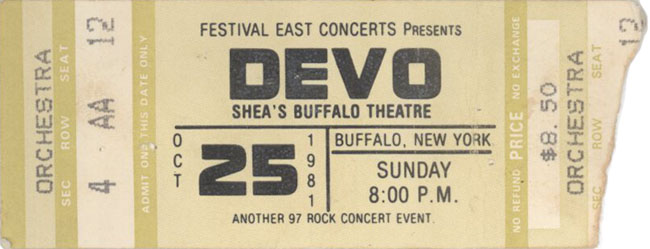 ORCHESTRA
SEC ROW SEAT
4 AA 12
ADMIT ONE THIS DATE ONLY
FESTIVAL EAST CONCERTS PRESENTS
DEVO
SHEA'S BUFFALO THEATRE
OCT 25 1981
BUFFALO, NEW YORK
SUNDAY
8:00 P.M.
ANOTHER 97 ROCK CONCERT EVENT
NO REFUND PRICE NO EXCHANGE
$8.50
ORCHESTRA
SEC ROW SEAT
12